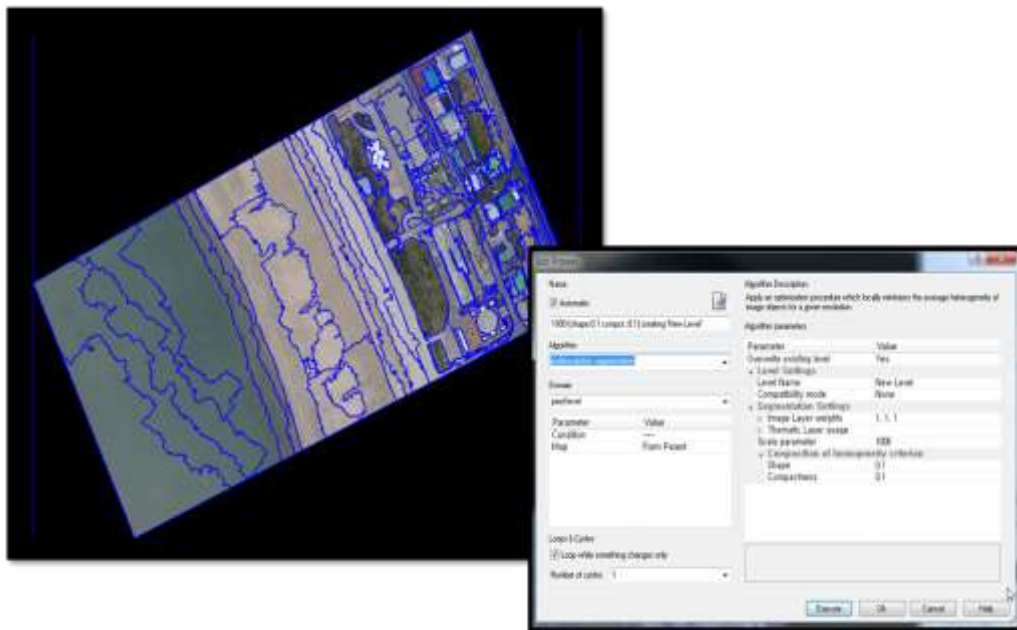 Name
Automatic
1000 [shape:0.1 compct.:0.1] creating 'New Level'
Algorithm
Domain
pixel level
Parameter Value
Condition ----
Map From Parent
Loops & Cycles
Loop while something changes only
Number of cycles 1
Algorithm Description
Apply an optimization procedure which locally minimizes the average heterogeneity of
image objects for a given resolution.
Algorithm parameters
Parameter Value
Overwrite existing level Yes
Level Settings
Level Name New Level
Compatibility mode None
Segmentation Settings
Image Layer weights 1, 1, 1
Thematic Layer usage
Scale parameter 1000
Composition of homogeneity criterion
Shape 0.1
Compactness 0.1
Execute Ok Cancel Help